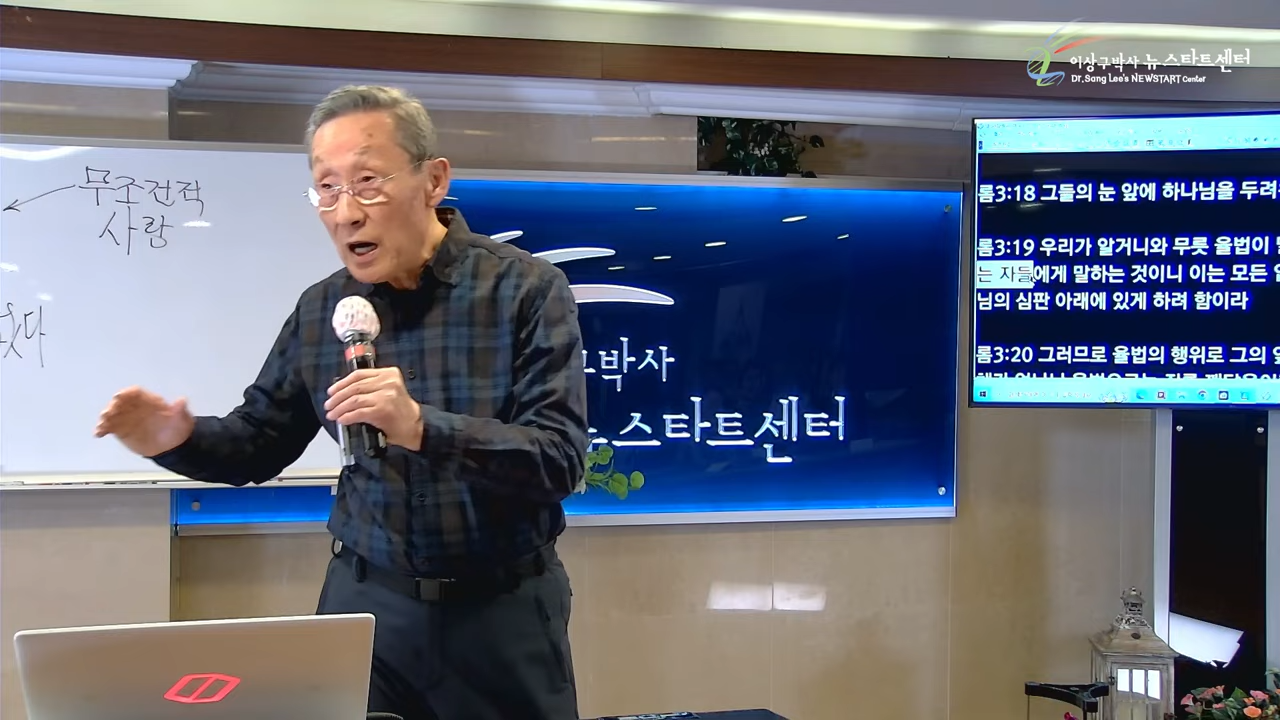 이상구박사 뉴스타트센터
Dr. Sang Lee's NEWSTART Center
무조건적
사랑
롬3:18 그들의 눈 앞에 하나님을 두려
롬3:19 우리가 알거니와 무릇 율법이
는 자들에게 말하는 것이니 이는 모든
님의 심판 아래에 있게 하려 함이라
롬3:20 그러므로 율법의 행위로 그의
박사
뉴스타트센터